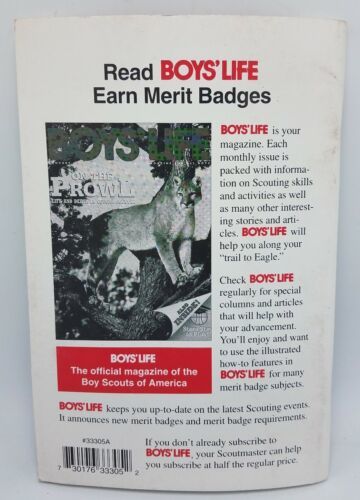 Read BOYS' LIFE
Earn Merit Badges
BOYS' LIFE
ON THE
PROWL
BOYS' LIFE
The official magazine of the
Boy Scouts of America
BOYS' LIFE is your
magazine. Each
monthly issue is
packed with informa-
tion on Scouting skills
and activities as well
as many other interest-
ing stories and arti-
cles. BOYS' LIFE will
help you along your
"trail to Eagle."
Check BOYS' LIFE
regularly for special
columns and articles
that will help with
your advancement.
You'll enjoy and want
to use the illustrated
how-to features in
BOYS' LIFE for many
merit badge subjects.
BOYS' LIFE keeps you up-to-date on the latest Scouting events.
It announces new merit badges and merit badge requirements.
If you don't already subscribe to
BOYS' LIFE, your Scoutmaster can help you
subscribe at half the regular price.
#33305A
7 30176 33305 2